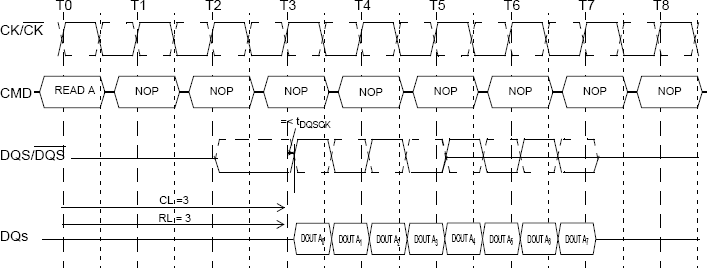 T0 T1 T2 T3 T4 T5 T6 T7 T8
CK/CK
CMD READ A NOP NOP NOP NOP NOP NOP NOP NOP
=< tDQSCK
DQS/DQS
CL =3
RL = 3
DQs DOUT A0 DOUT A1 DOUT A2 DOUT A3 DOUT A4 DOUT A5 DOUT A6 DOUT A7